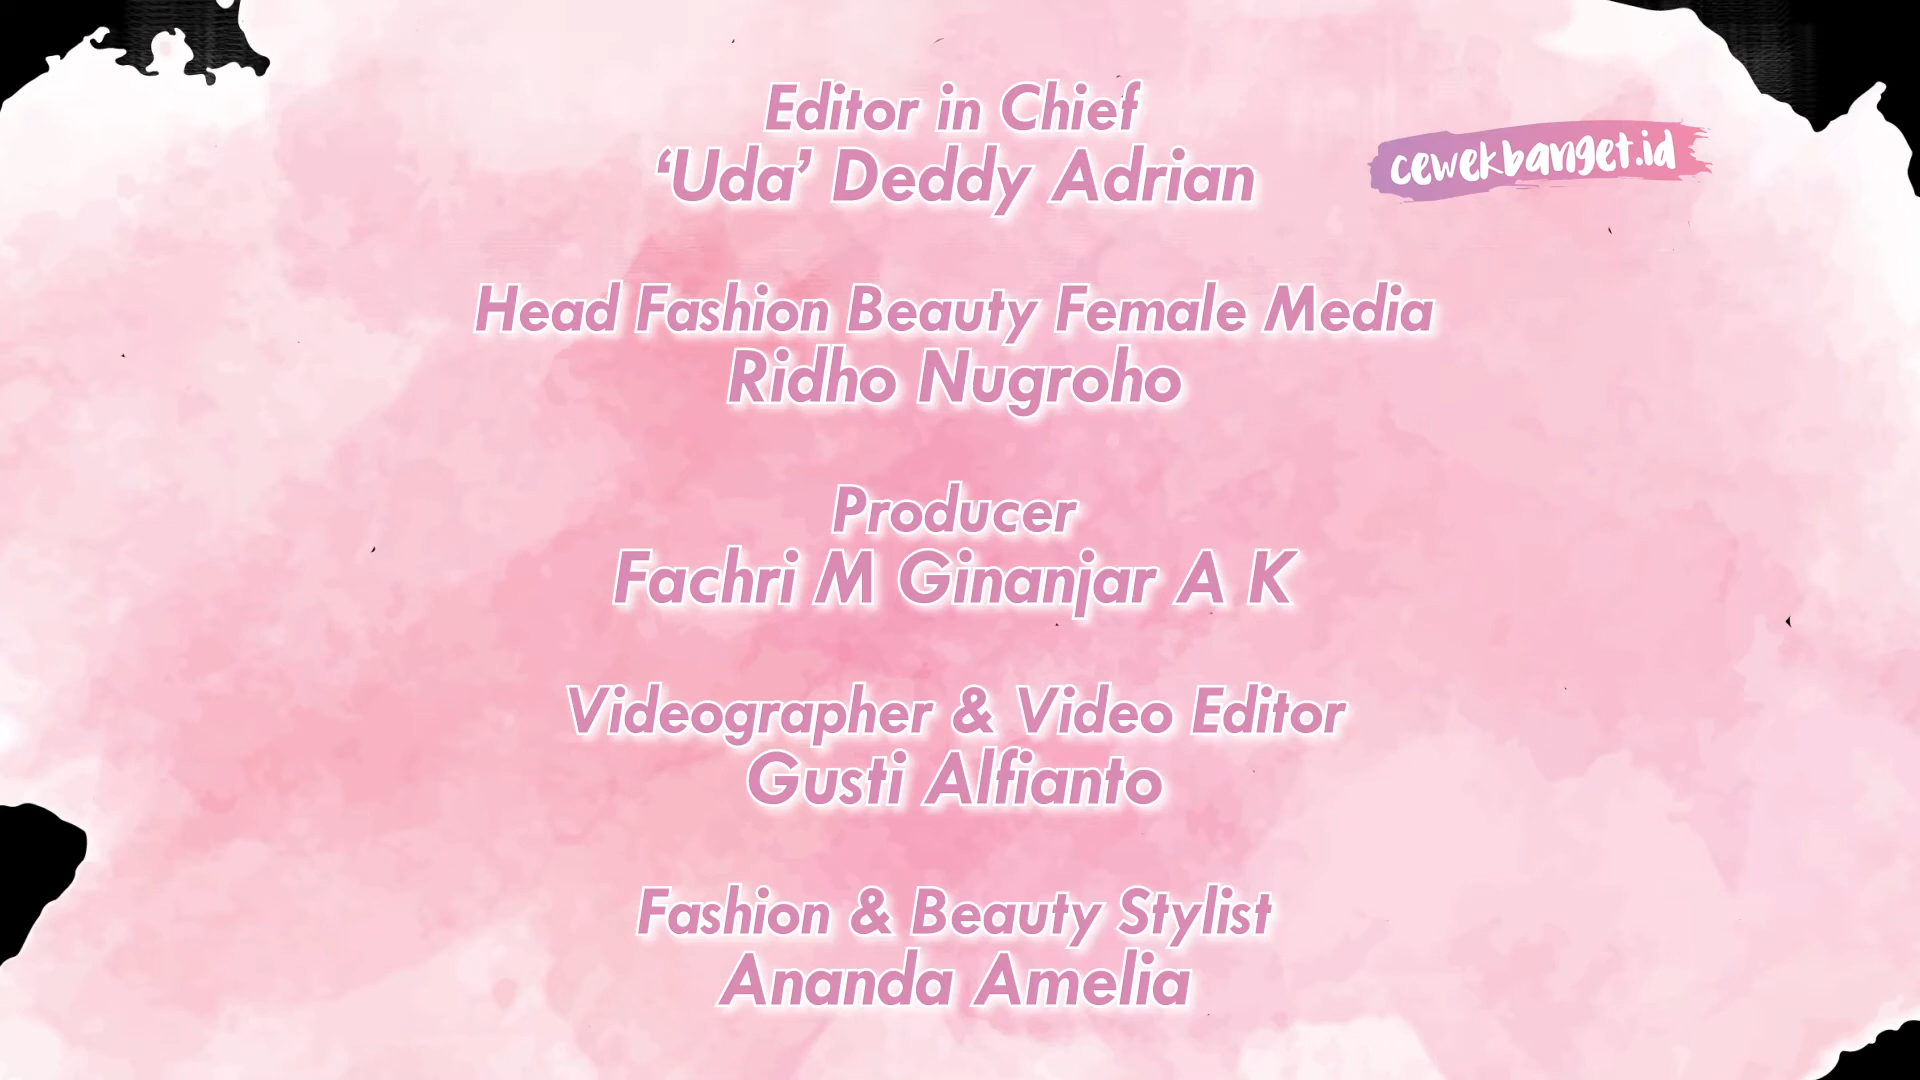 Editor in Chief
‘Uda’ Deddy Adrian
cewekbanget.id
Head Fashion Beauty Female Media
Ridho Nugroho
Producer
Fachri M Ginanjar A K
Videographer & Video Editor
Gusti Alfianto
Fashion & Beauty Stylist
Ananda Amelia